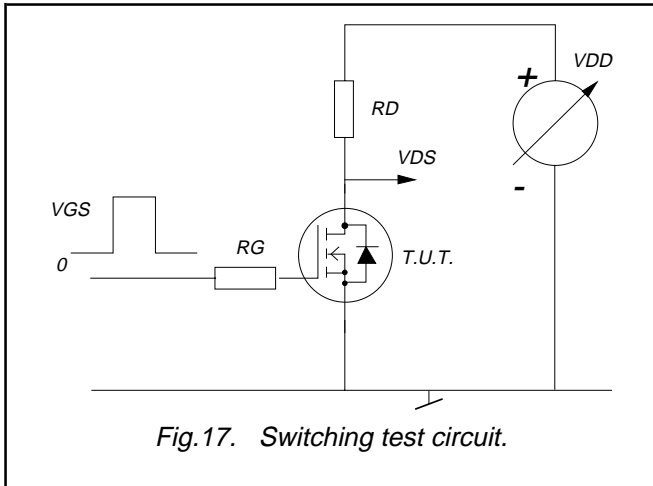 +
VDD
RD
VDS
-
VGS
RG
T.U.T.
0
Fig.17. Switching test circuit.